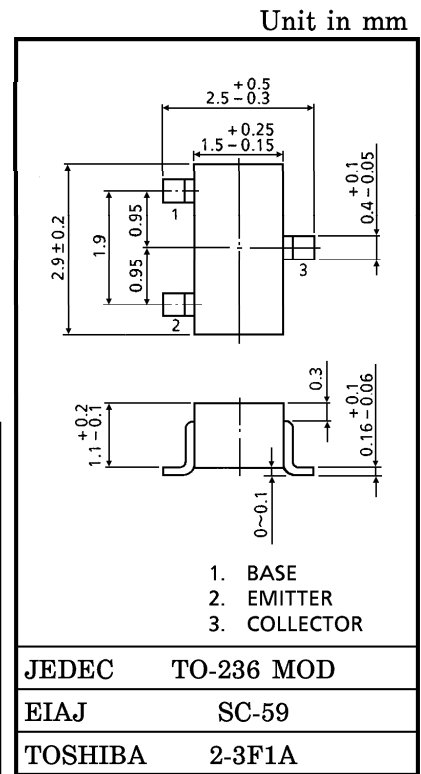 Unit in mm
+0.5
2.5-0.3
+0.25
1.5-0.15
2.9±0.2
1.9
0.95
0.95
1
2
3
+0.1
0.4-0.05
+0.2
1.1-0.1
0.3
+0.1
0.16-0.06
0~0.1
1. BASE
2. EMITTER
3. COLLECTOR
JEDEC TO-236 MOD
EIAJ SC-59
TOSHIBA 2-3F1A